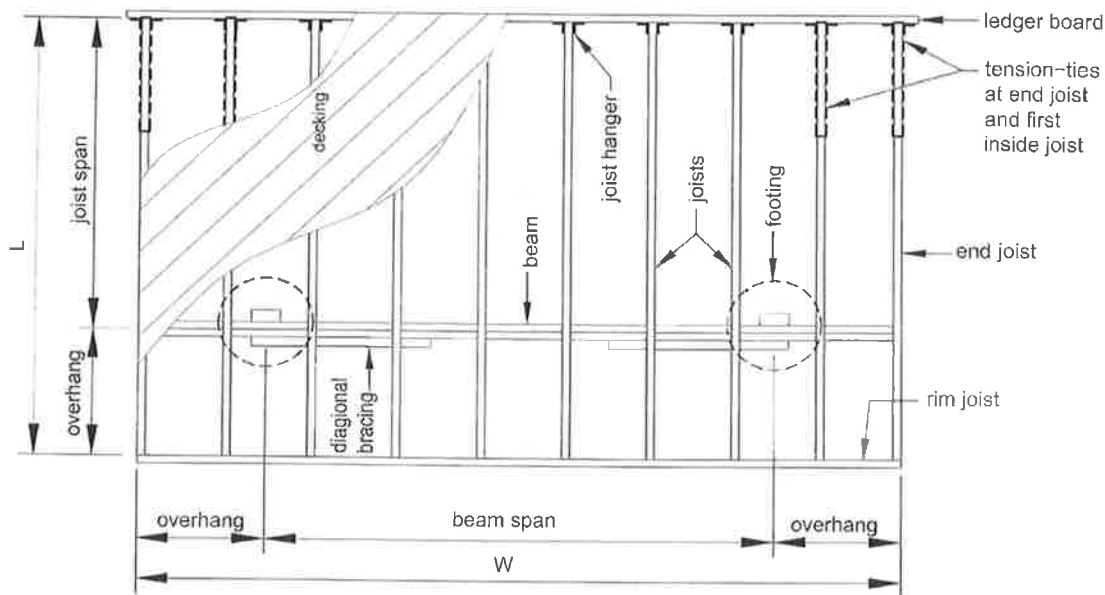 ledger board
tension-ties
at end joist
and first
inside joist
decking
joist hanger
joists
footing
joist span
L
beam
end joist
overhang
diagional
bracing
rim joist
overhang
beam span
overhang
W